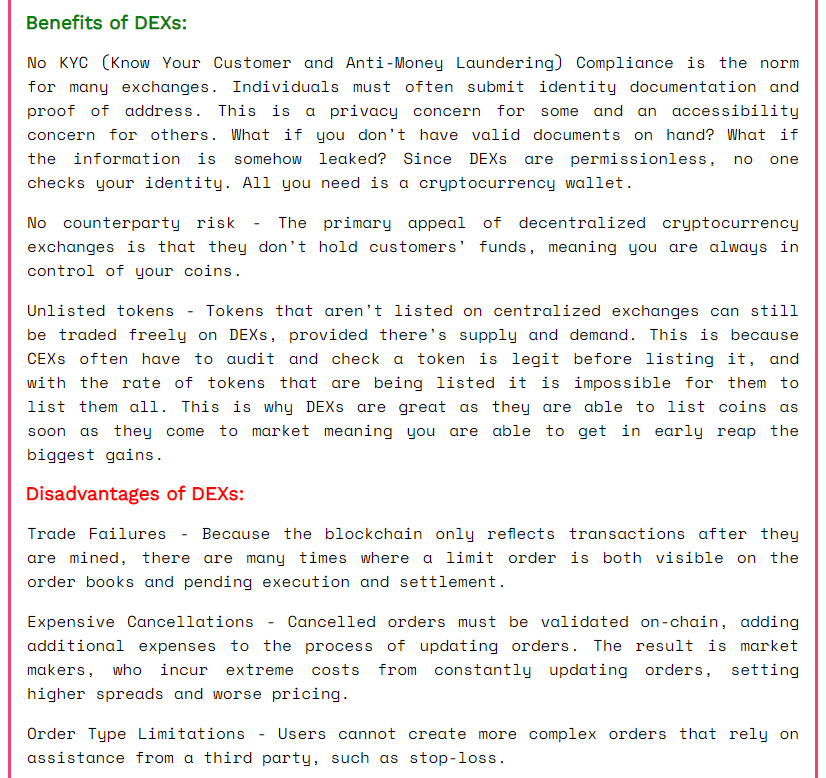 Benefits of DEXs:
No KYC (Know Your Customer and Anti-Money Laundering) Compliance is the norm
for many exchanges. Individuals must often submit identity documentation and
proof of address. This is a privacy concern for some and an accessibility
concern for others. What if you don't have valid documents on hand? What if
the information is somehow leaked? Since DEXs are permissionless, no one
checks your identity. All you need is a cryptocurrency wallet.
No counterparty risk - The primary appeal of decentralized cryptocurrency
exchanges is that they don't hold customers' funds, meaning you are always in
control of your coins.
Unlisted tokens - Tokens that aren't listed on centralized exchanges can still
be traded freely on DEXs, provided there's supply and demand. This is because
CEXs often have to audit and check a token is legit before listing it, and
with the rate of tokens that are being listed it is impossible for them to
list them all. This is why DEXs are great as they are able to list coins as
soon as they come to market meaning you are able to get in early reap the
biggest gains.
Disadvantages of DEXs:
Trade Failures - Because the blockchain only reflects transactions after they
are mined, there are many times where a limit order is both visible on the
order books and pending execution and settlement.
Expensive Cancellations - Cancelled orders must be validated on-chain, adding
additional expenses to the process of updating orders. The result is market
makers, who incur extreme costs from constantly updating orders, setting
higher spreads and worse pricing.
Order Type Limitations - Users cannot create more complex orders that rely on
assistance from a third party, such as stop-loss.